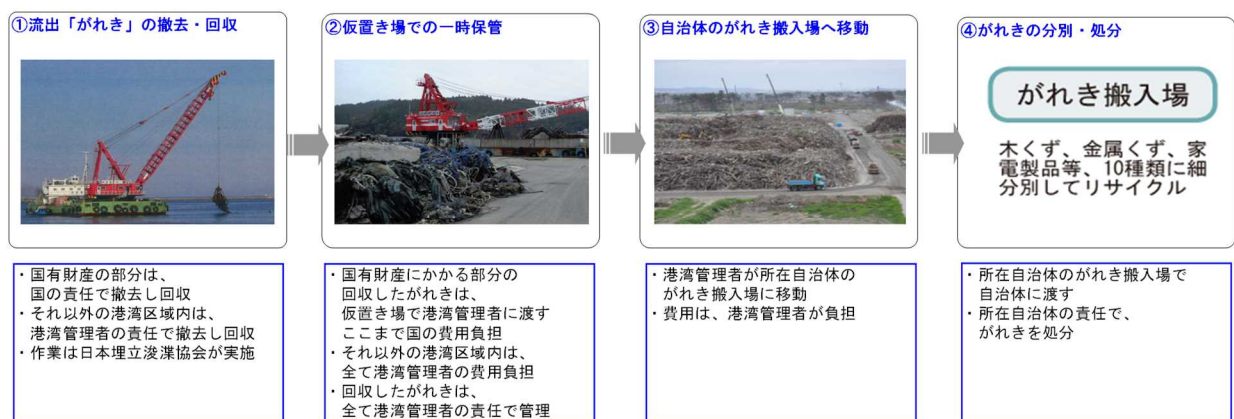 ①流出「がれき」の撤去・回収
②仮置き場での一時保管
③自治体のがれき搬入場へ移動
④がれきの分別・処分
がれき搬入場
木くず、金属くず、家
電製品等、10種類に細
分別してリサイクル
・国有財産の部分は、
国の責任で撤去し回収
・それ以外の港湾区域内は、
港湾管理者の責任で撤去し回収
・作業は日本埋立浚渫協会が実施
・国有財産にかかる部分の
回収したがれきは、
仮置き場で港湾管理者に渡す
ここまで国の費用負担
・それ以外の港湾区域内は、
全て港湾管理者の費用負担
・回収したがれきは、
全て港湾管理者の責任で管理
・港湾管理者が所在自治体の
がれき搬入場に移動
・費用は、港湾管理者が負担
・所在自治体のがれき搬入場で
自治体に渡す
・所在自治体の責任で、
がれきを処分